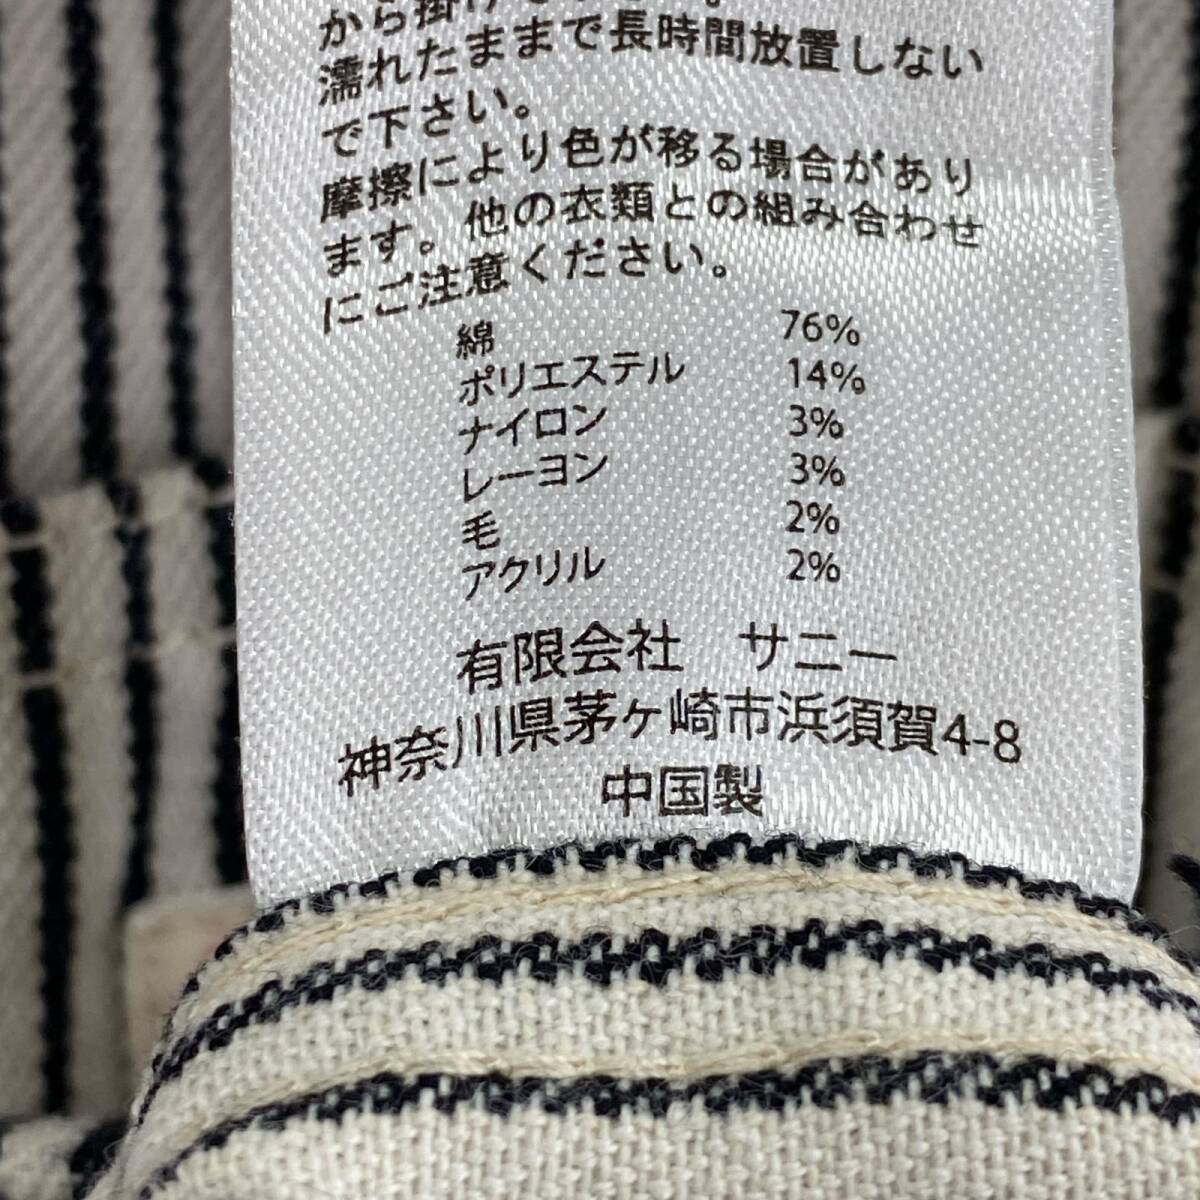 から掛け
濡れたままで長時間放置しない
で下さい。
摩擦により色が移る場合があり
ます。他の衣類との組み合わせ
にご注意ください。
綿 76%
ポリエステル 14%
ナイロン 3%
レーヨン 3%
毛 2%
アクリル 2%
有限会社 サニー
神奈川県茅ヶ崎市浜須賀4-8
中国製